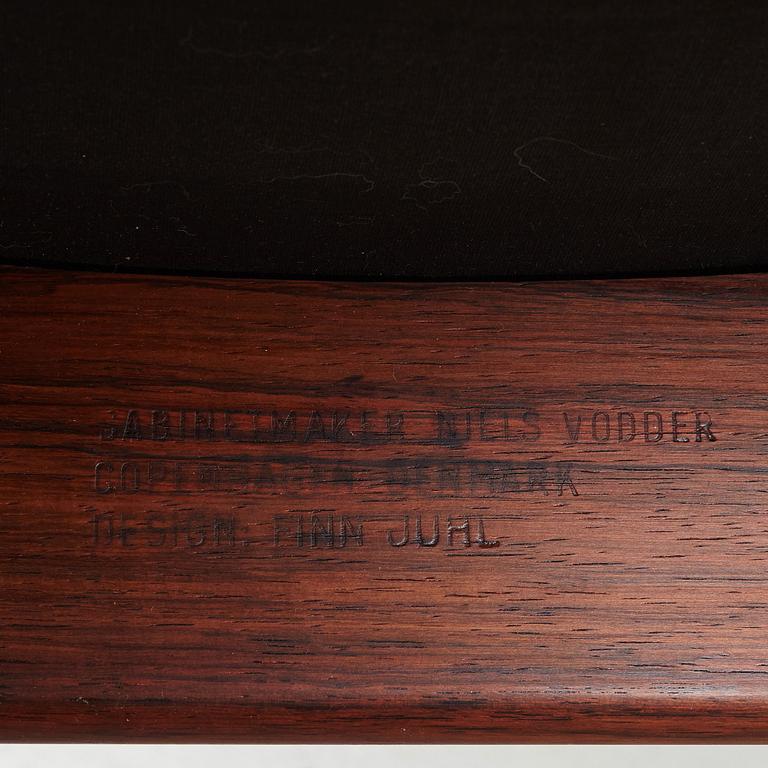 CABINETMAKER NIELS VODDER
COPENHAGEN DENMARK
DESIGN. FINN JUHL